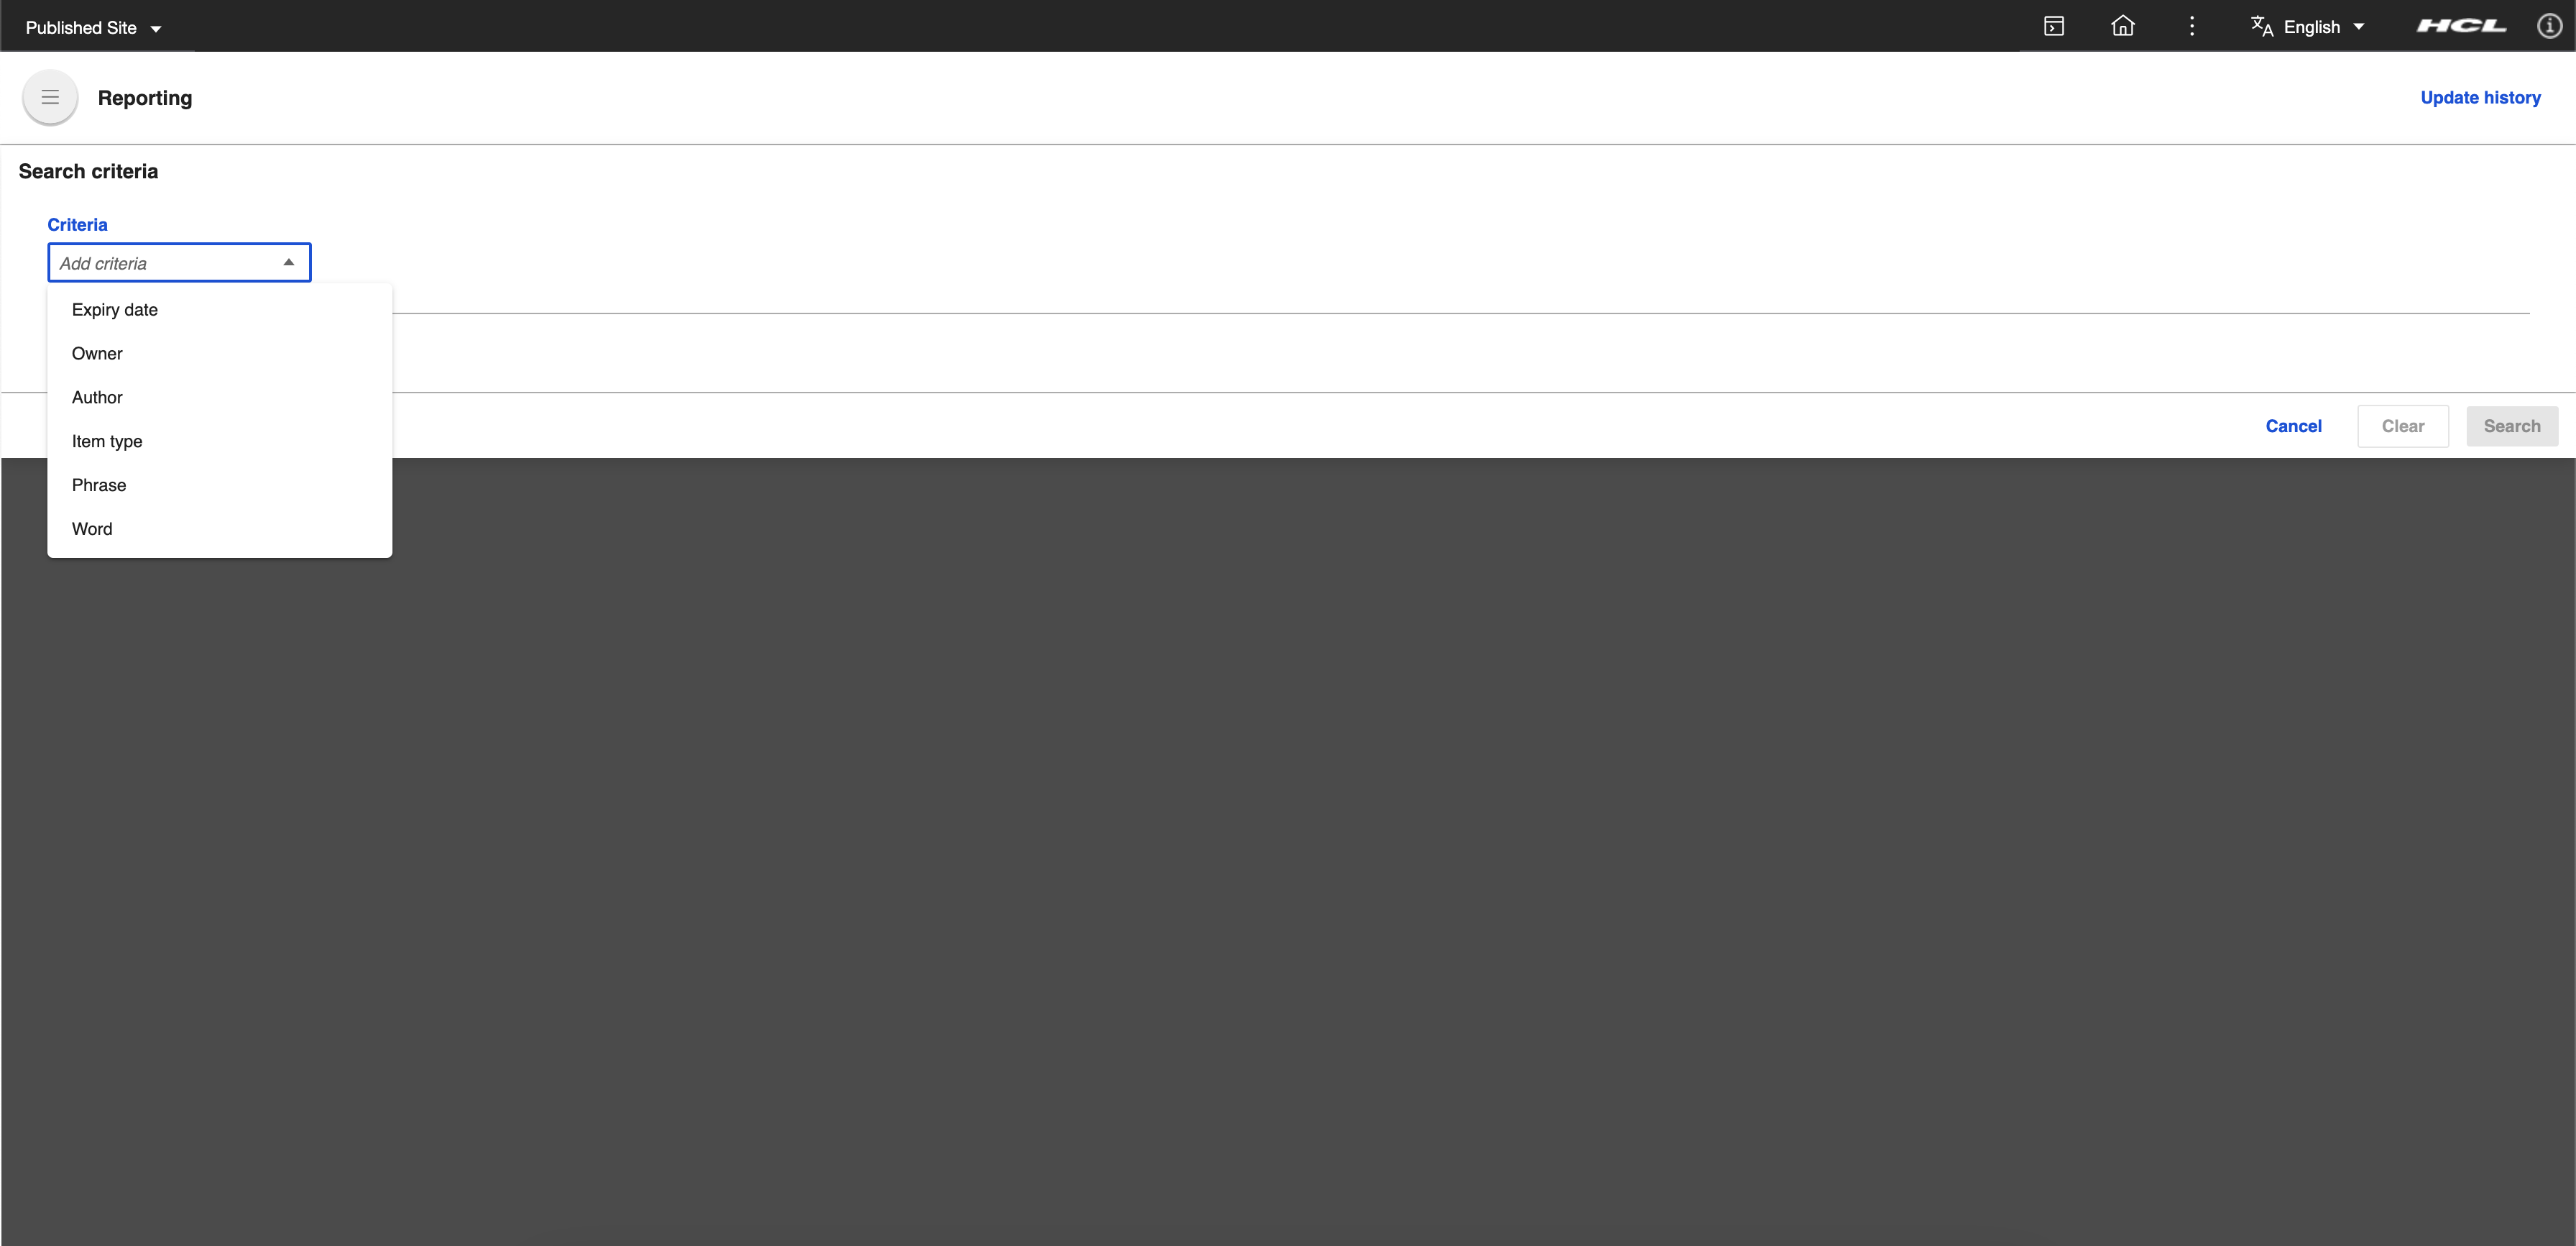 Published Site
English
HCL
Reporting
Update history
Search criteria
Criteria
Add criteria
Expiry date
Owner
Author
Item type
Phrase
Word
Cancel
Clear
Search